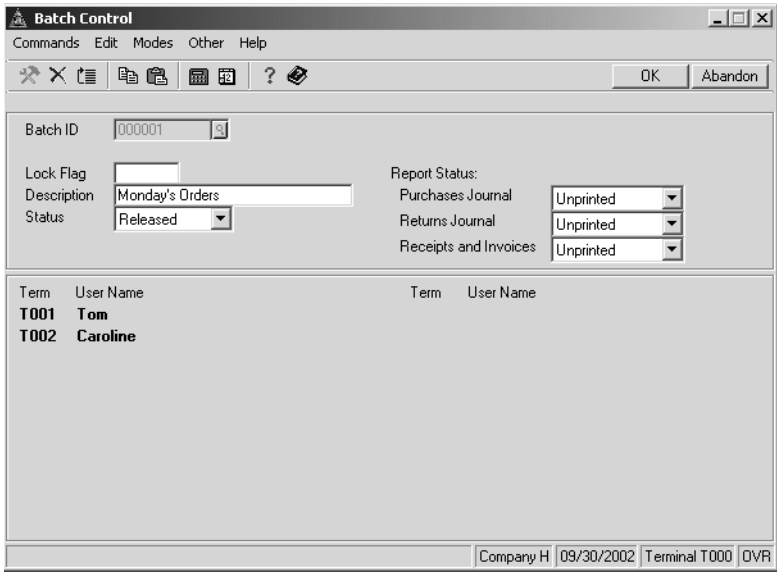 Batch Control
Commands Edit Modes Other Help
OK Abandon
Batch ID 000001
Lock Flag
Report Status:
Description Monday's Orders
Purchases Journal Unprinted
Status Released
Returns Journal Unprinted
Receipts and Invoices Unprinted
Term User Name Term User Name
T001 Tom
T002 Caroline
Company H 09/30/2002 Terminal T000 OVR